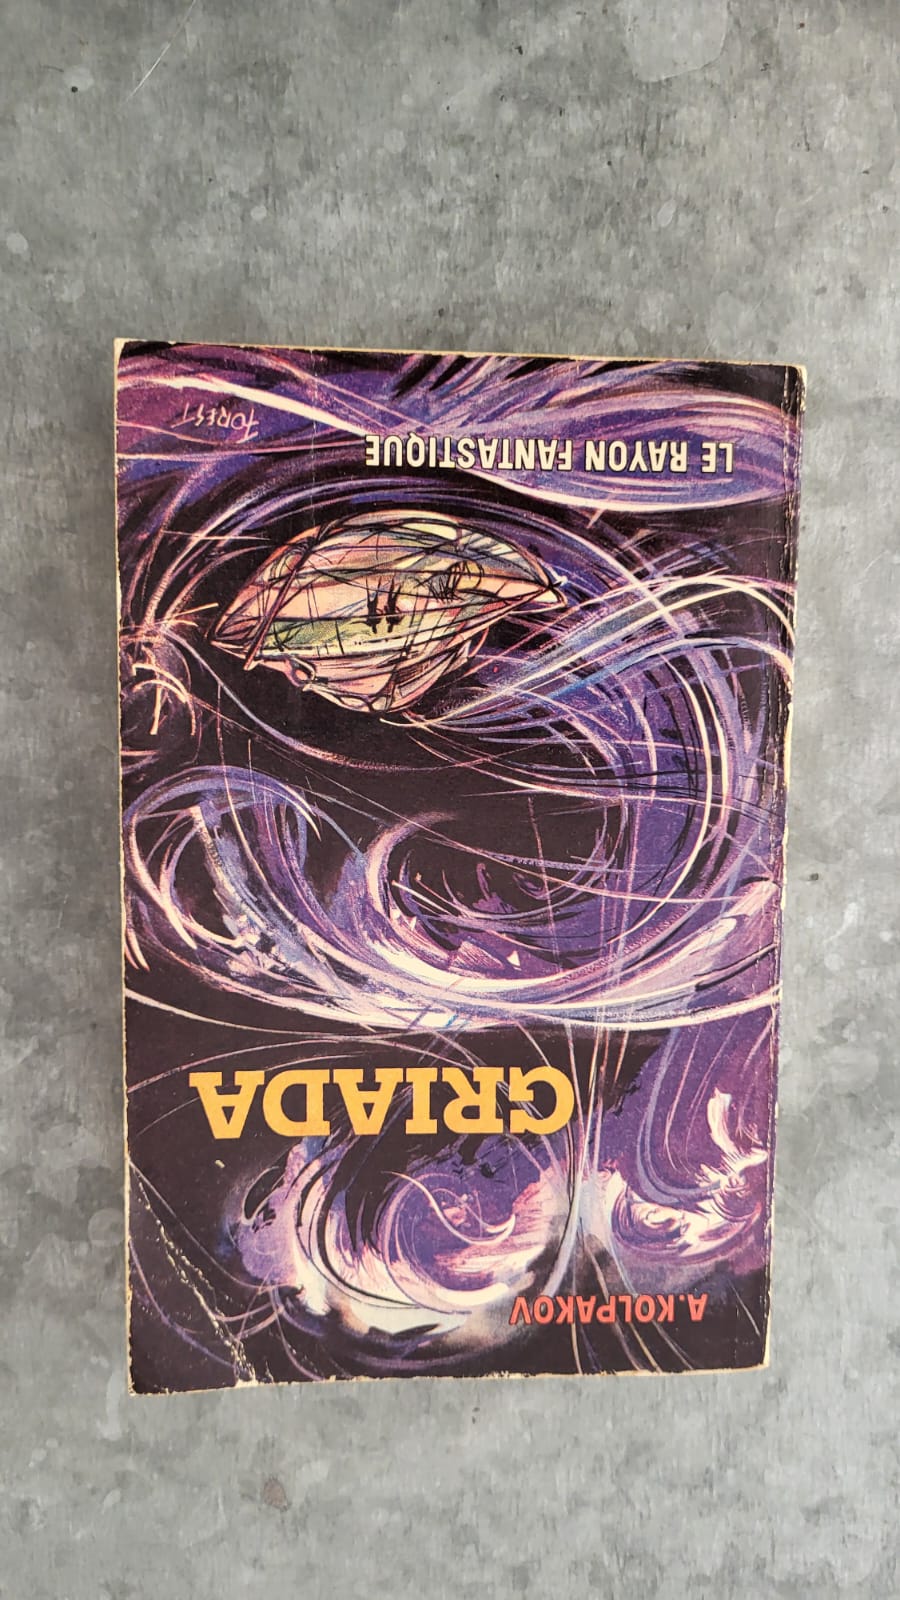 A. KOLPAKOV
GRIADA
LE RAYON FANTASTIQUE
FOREST